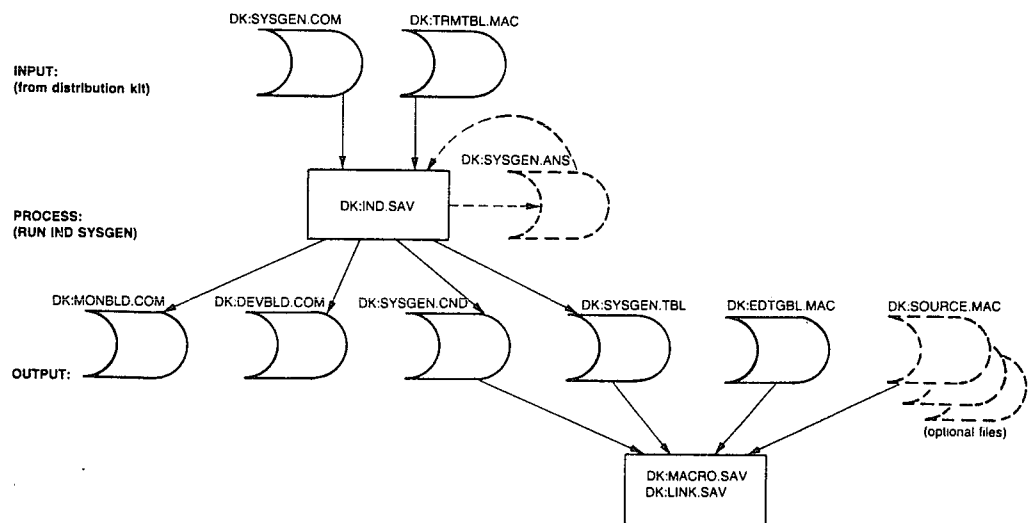 DK:SYSGEN.COM
DK:TRMTBL.MAC
INPUT:
(from distribution kit)
DK:SYSGEN.ANS
DK:IND.SAV
PROCESS:
(RUN IND SYSGEN)
DK:MONBLD.COM
DK:DEVBLD.COM
DK:SYSGEN.CND
DK:SYSGEN.TBL
DK:EDTGBL.MAC
DK:SOURCE.MAC
OUTPUT:
(optional files)
DK:MACRO.SAV
DK:LINK.SAV